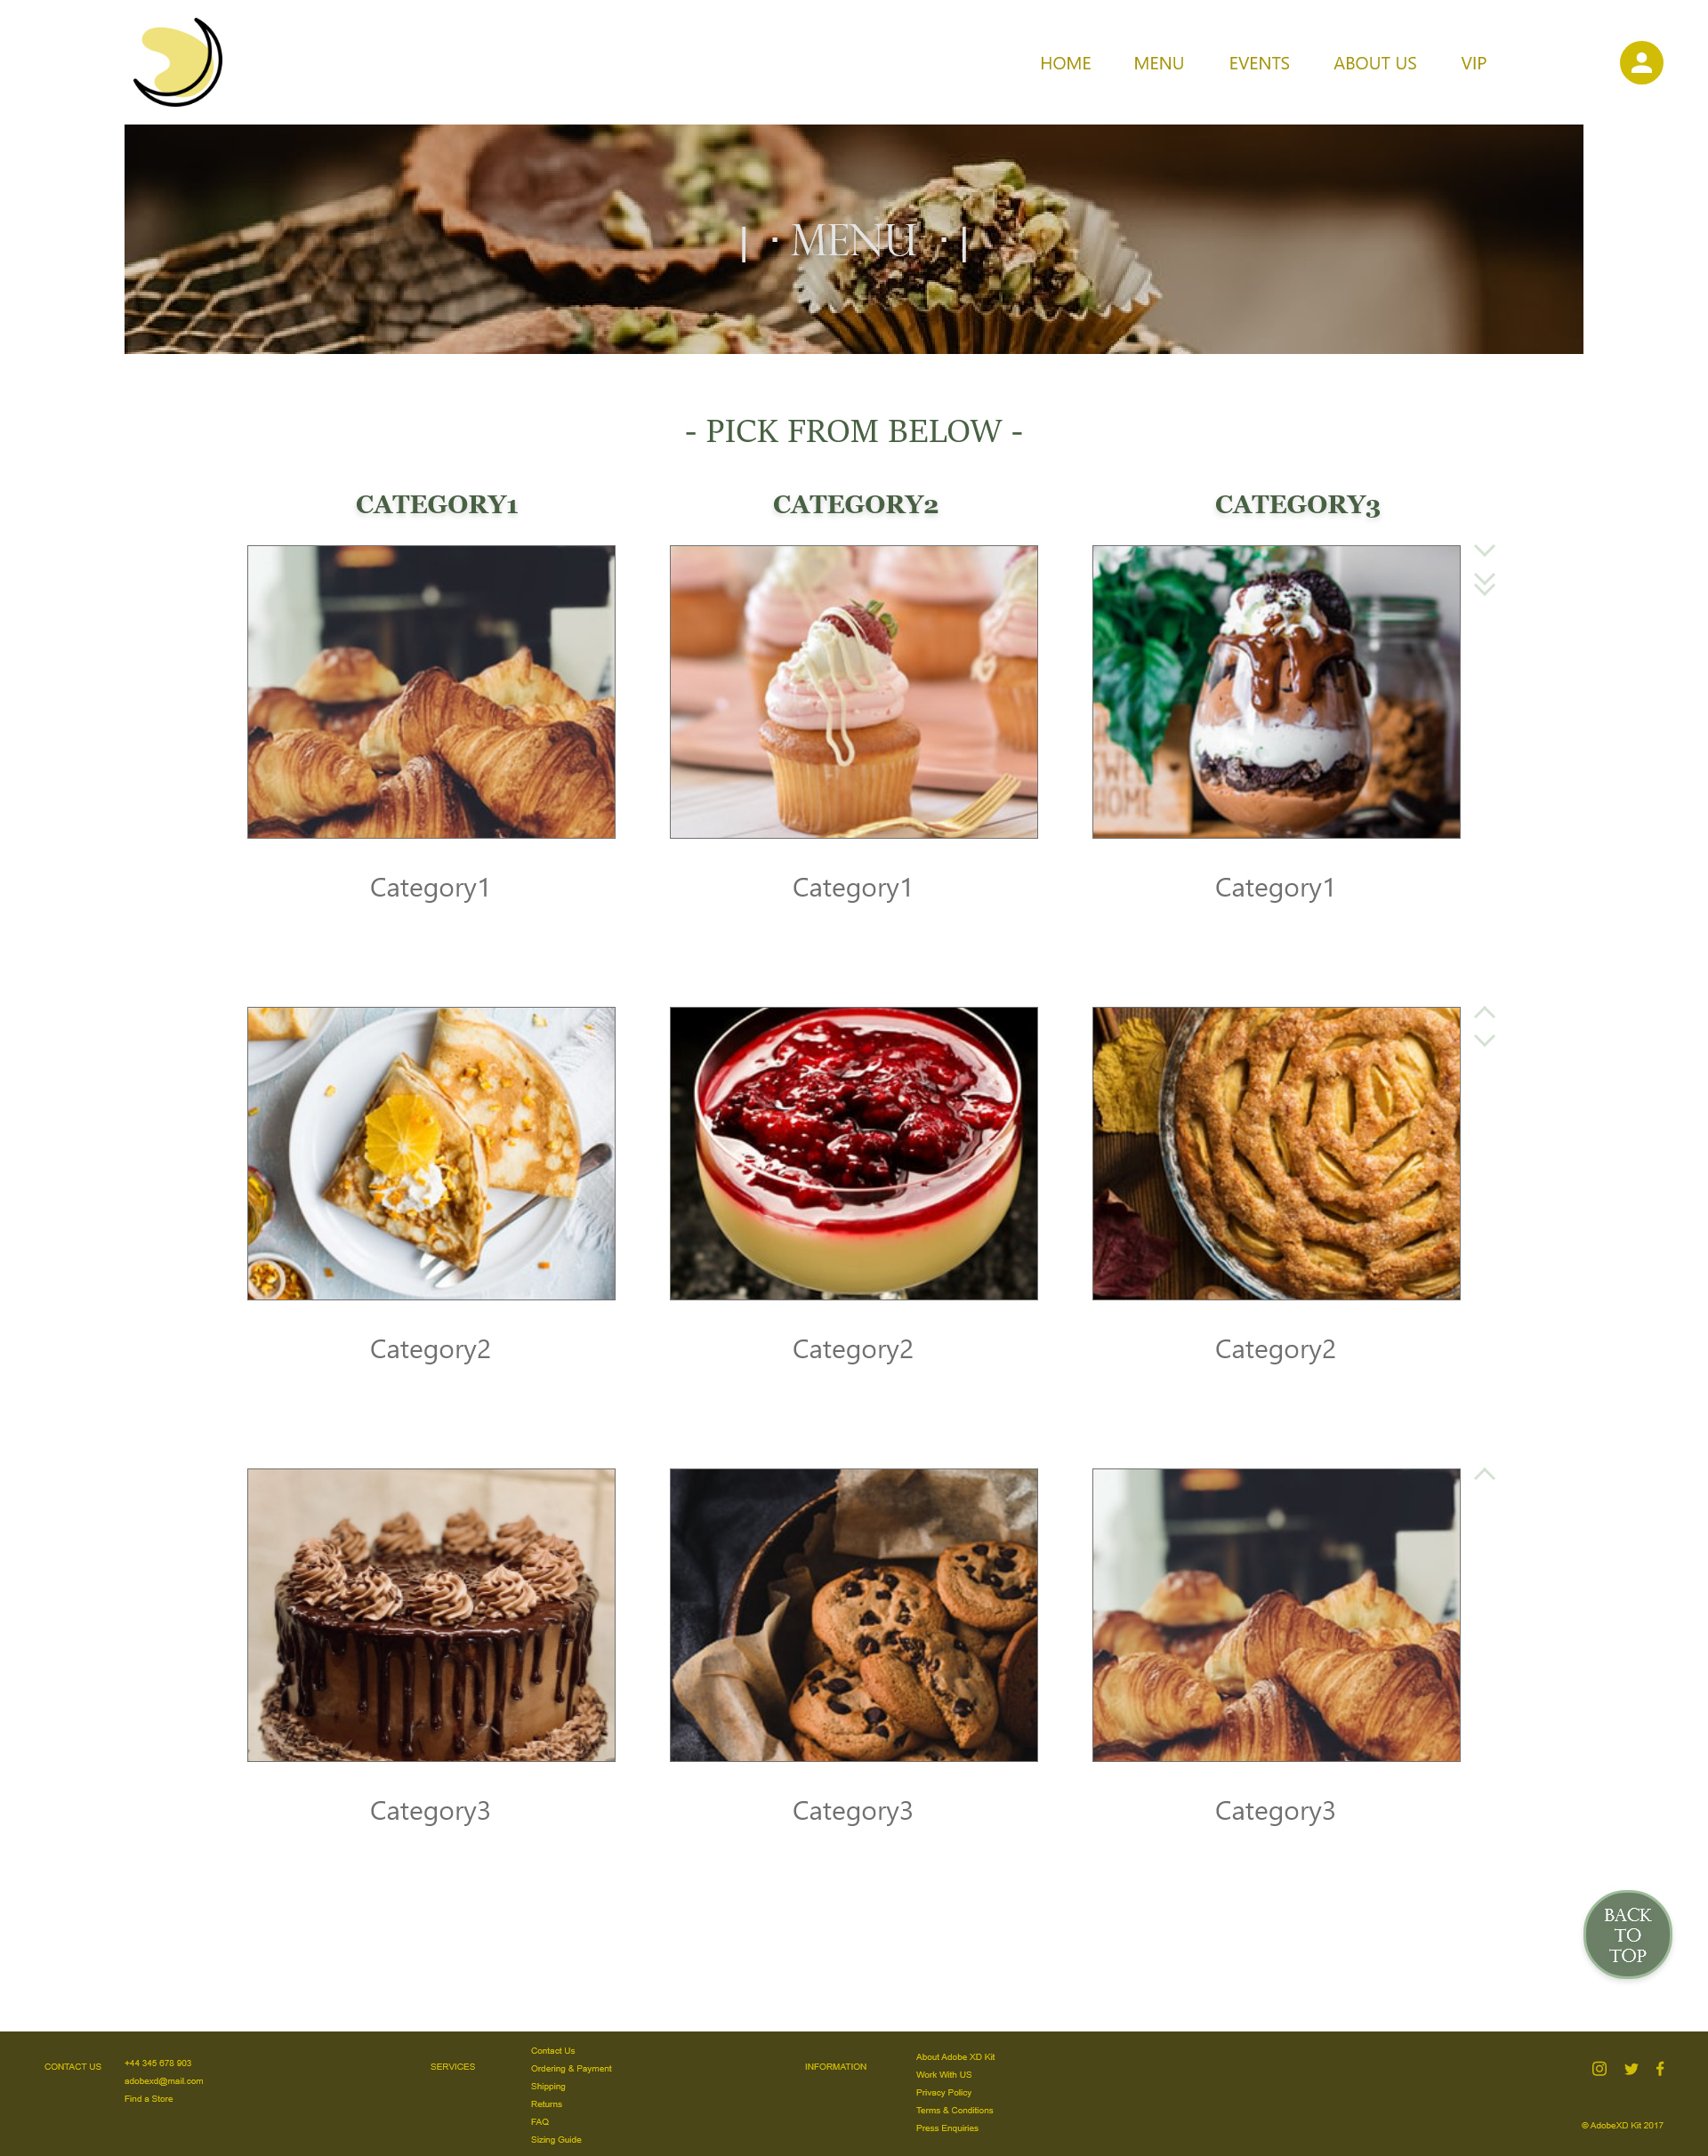 HOME MENU EVENTS ABOUT US VIP
| · MENU · |
- PICK FROM BELOW -
CATEGORY1 CATEGORY2 CATEGORY3
SWEET
HOME
Category1 Category1 Category1
Category2 Category2 Category2
Category3 Category3 Category3
BACK
TO
TOP
CONTACT US
+44 345 678 903
adobexd@mail.com
Find a Store
SERVICES
Contact Us
Ordering & Payment
Shipping
Returns
FAQ
Sizing Guide
INFORMATION
About Adobe XD Kit
Work With US
Privacy Policy
Terms & Conditions
Press Enquiries
© AdobeXD Kit 2017